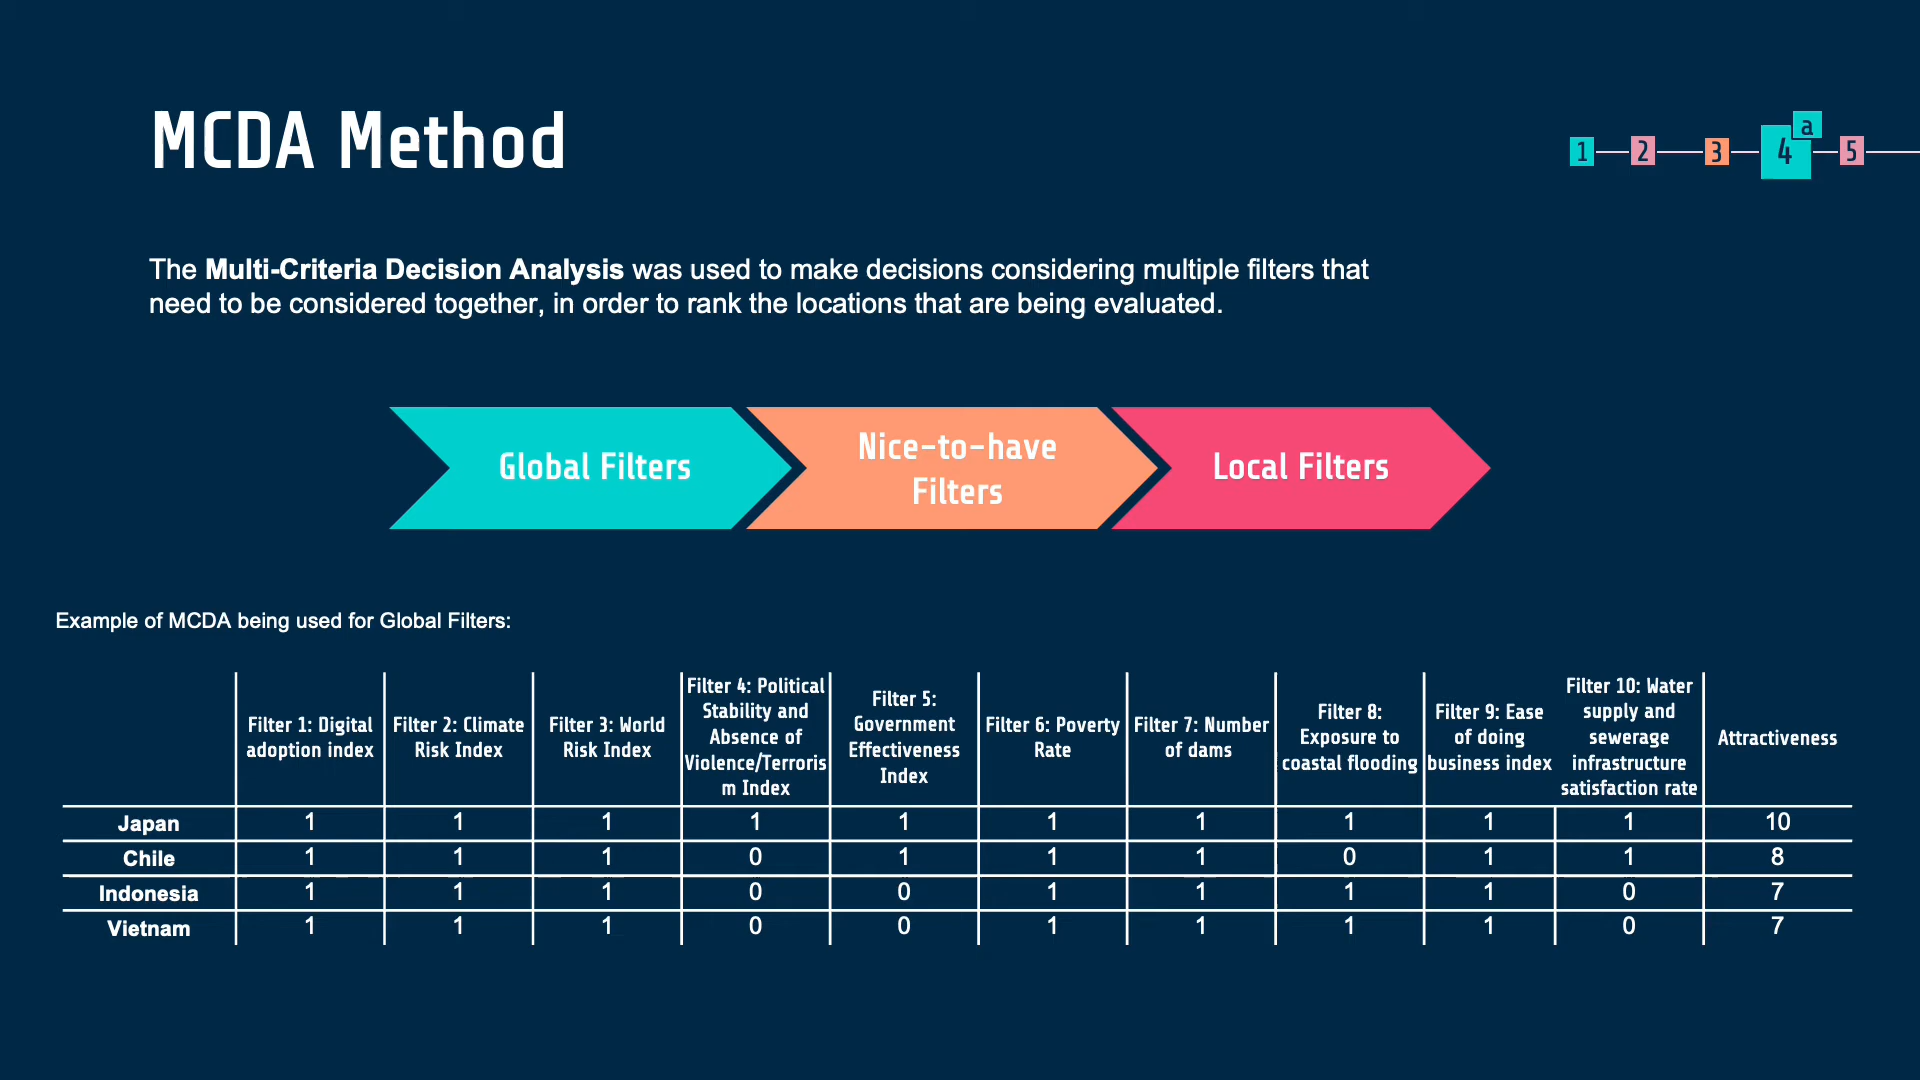 MCDA Method
1 2 3 4 a 5
The Multi-Criteria Decision Analysis was used to make decisions considering multiple filters that
need to be considered together, in order to rank the locations that are being evaluated.
Global Filters
Nice-to-have
Filters
Local Filters
Example of MCDA being used for Global Filters:
Filter 1: Digital
adoption index
Filter 2: Climate
Risk Index
Filter 3: World
Risk Index
Filter 4: Political
Stability and
Absence of
Violence/Terroris
m Index
Filter 5:
Government
Effectiveness
Index
Filter 6: Poverty
Rate
Filter 7: Number
of dams
Filter 8:
Exposure to
coastal flooding
Filter 9: Ease
of doing
business index
Filter 10: Water
supply and
sewerage
infrastructure
satisfaction rate
Attractiveness
Japan 1 1 1 1 1 1 1 1 1 1 10
Chile 1 1 1 0 1 1 1 0 1 1 8
Indonesia 1 1 1 0 0 1 1 1 1 0 7
Vietnam 1 1 1 0 0 1 1 1 1 0 7